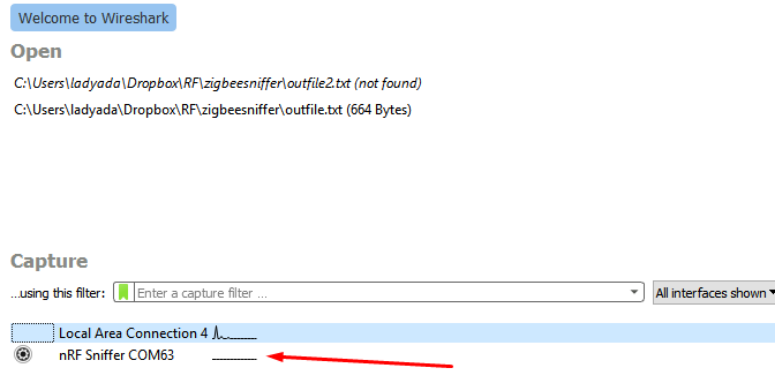 Welcome to Wireshark
Open
C:\Users\ladyada\Dropbox\RF\zigbeesniffer\outfile2.txt (not found)
C:\Users\ladyada\Dropbox\RF\zigbeesniffer\outfile.txt (664 Bytes)
Capture
...using this filter: Enter a capture filter ... All interfaces shown
Local Area Connection 4
nRF Sniffer COM63